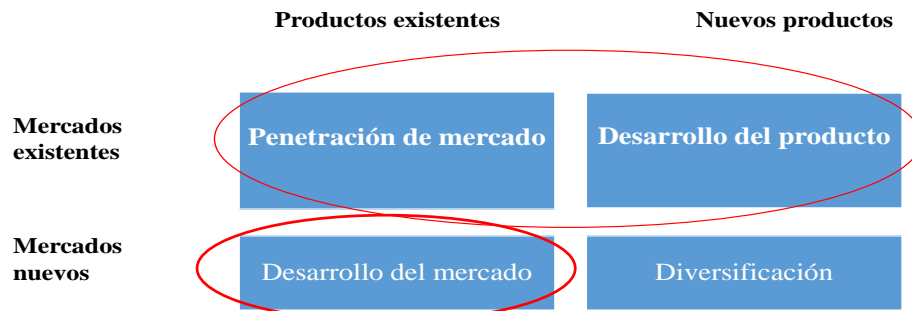 Productos existentes
Nuevos productos
Mercados
existentes
Penetración de mercado
Desarrollo del producto
Mercados
nuevos
Desarrollo del mercado
Diversificación